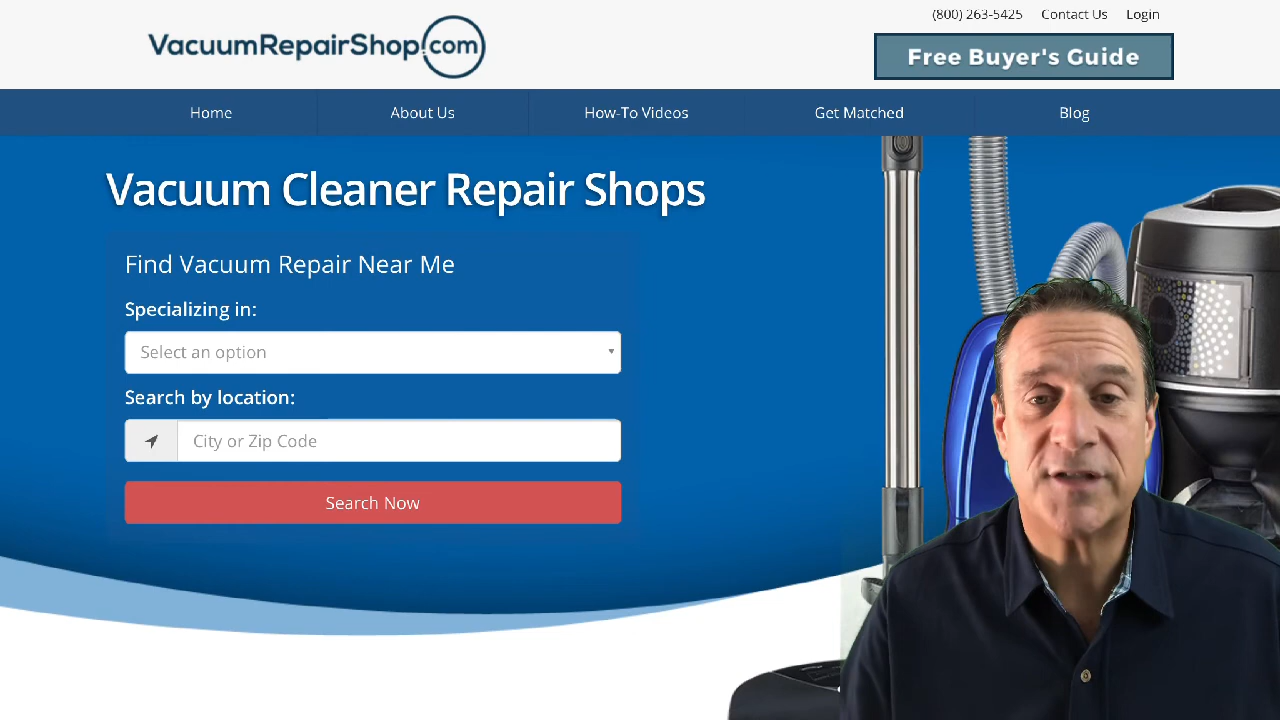 (800) 263-5425 Contact Us Login
VacuumRepairShop.com
Free Buyer's Guide
Home About Us How-To Videos Get Matched Blog
Vacuum Cleaner Repair Shops
Find Vacuum Repair Near Me
Specializing in:
Select an option
Search by location:
City or Zip Code
Search Now